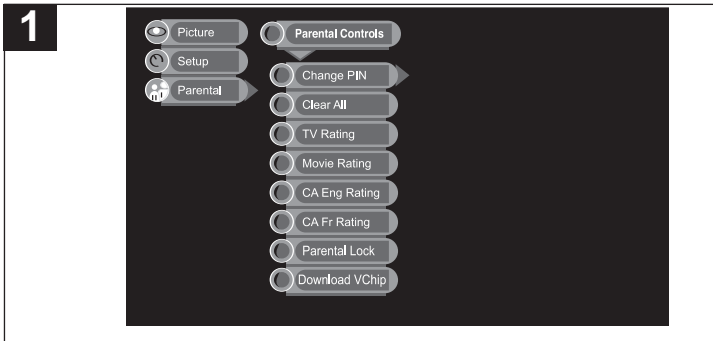 1
Picture
Setup
Parental
Parental Controls
Change PIN
Clear All
TV Rating
Movie Rating
CA Eng Rating
CA Fr Rating
Parental Lock
Download VChip